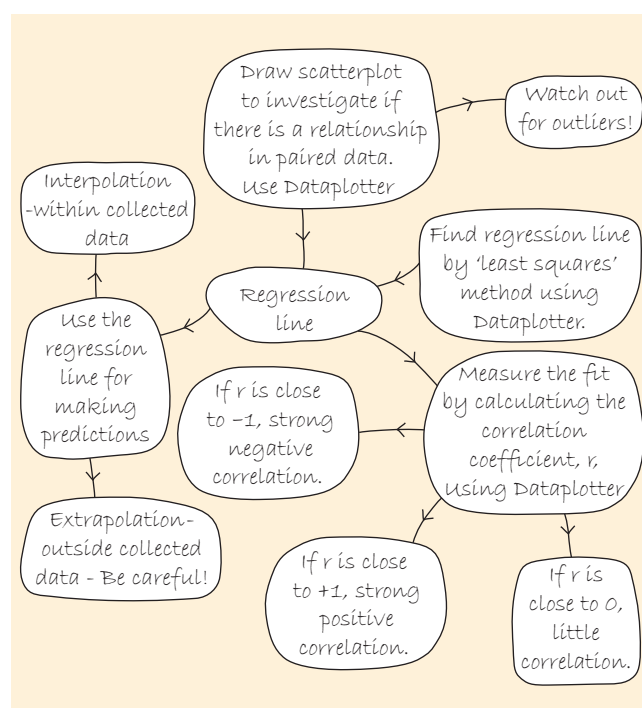 Draw scatterplot
to investigate if
there is a relationship
in paired data.
Use Dataplotter
Watch out
for outliers!
Interpolation
-within collected
data
Find regression line
by ‘least squares’
method using
Dataplotter.
Regression
line
Use the
regression
line for
making
predictions
Measure the fit
by calculating the
correlation
coefficient, r,
Using Dataplotter
If r is close
to –1, strong
negative
correlation.
Extrapolation-
outside collected
data - Be careful!
If r is close
to +1, strong
positive
correlation.
If r is
close to 0,
little
correlation.